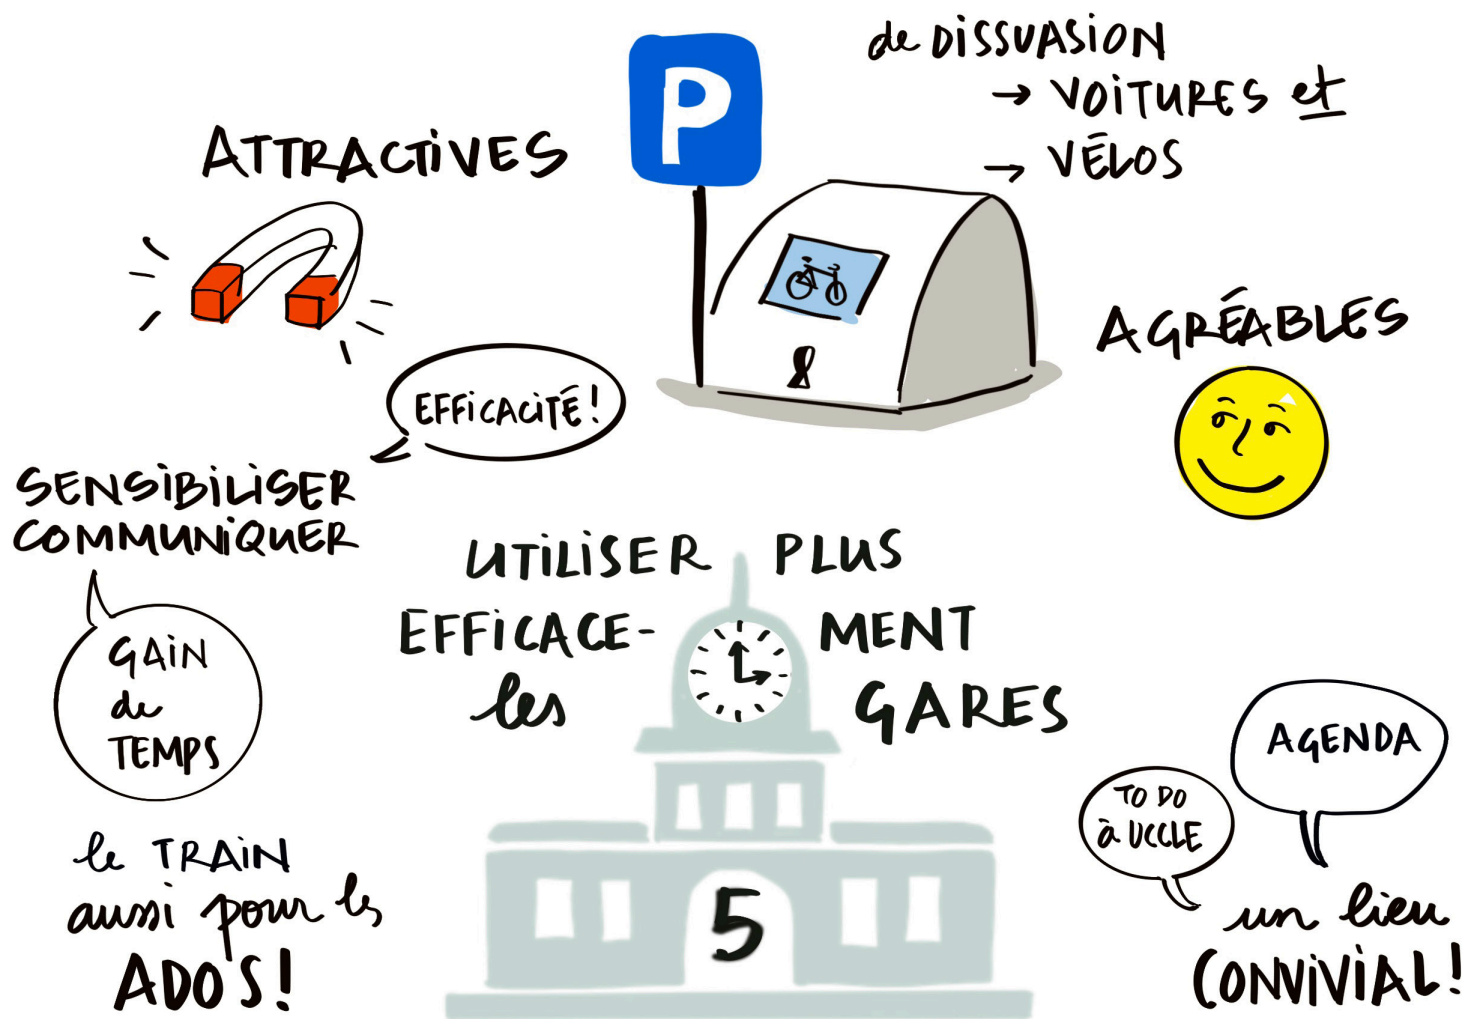 P
de DISSUASION
→ VOITURES et
→ VÉLOS
ATTRACTIVES
AGRÉABLES
EFFICACITÉ!
SENSIBILISER
COMMUNIQUER
GAIN
de
TEMPS
le TRAIN
aussi pour les
ADO'S!
UTILISER PLUS
EFFICACE- MENT
les GARES
5
AGENDA
TO DO
à UCCLE
un lieu
CONVIVIAL!